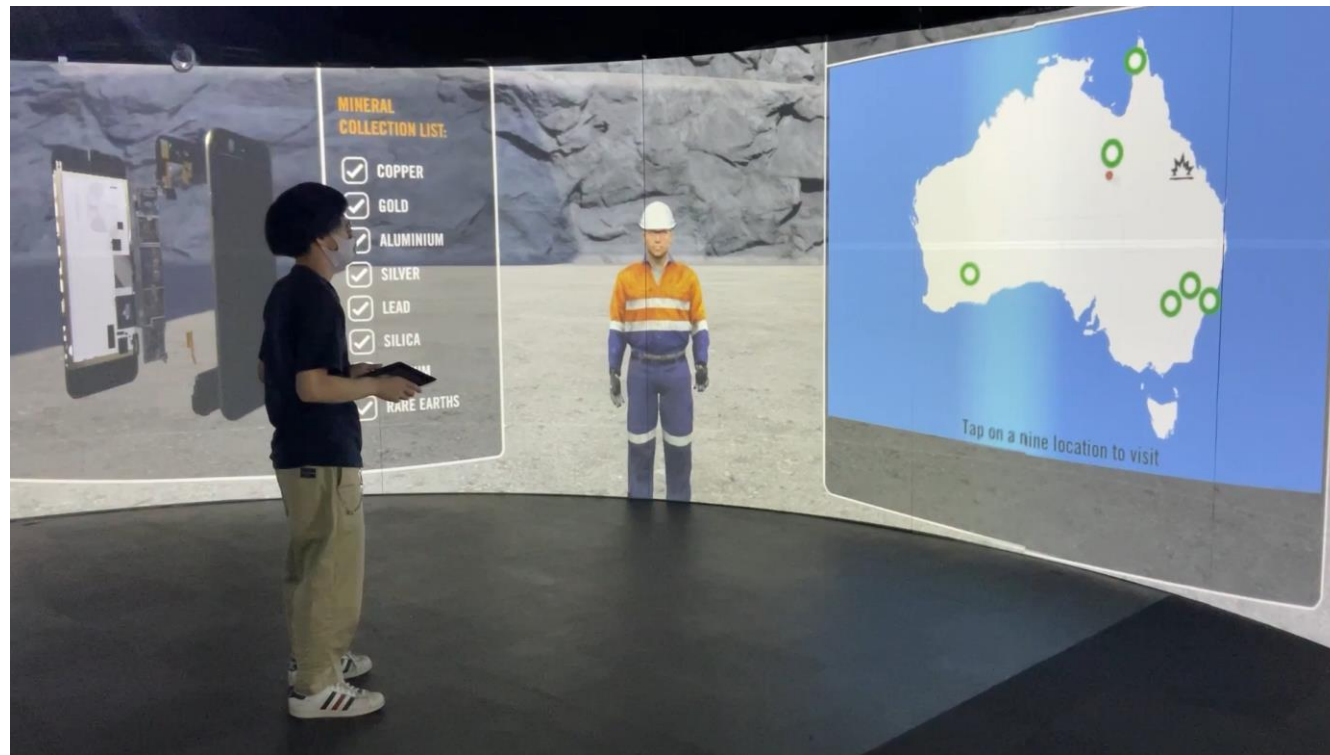 MINERAL
COLLECTION LIST:
COPPER
GOLD
ALUMINIUM
SILVER
LEAD
SILICA
RARE EARTHS
Tap on a nine location to visit